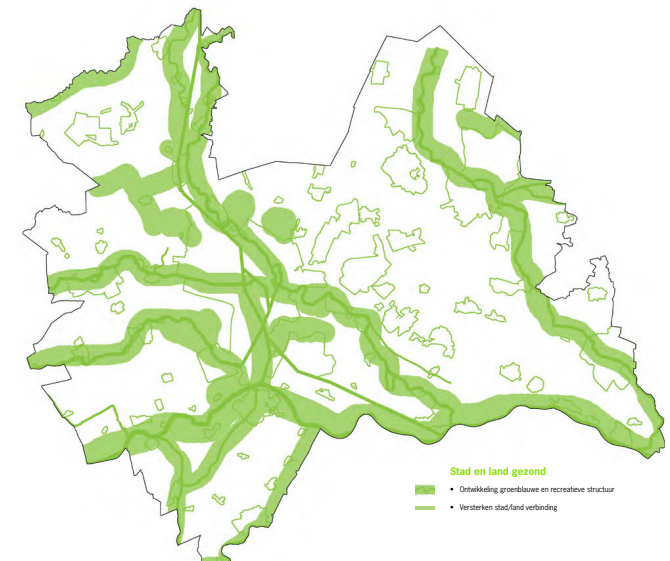 Stad en land gezond
• Ontwikkeling groenblauwe en recreatieve structuur
• Versterken stad/land verbinding